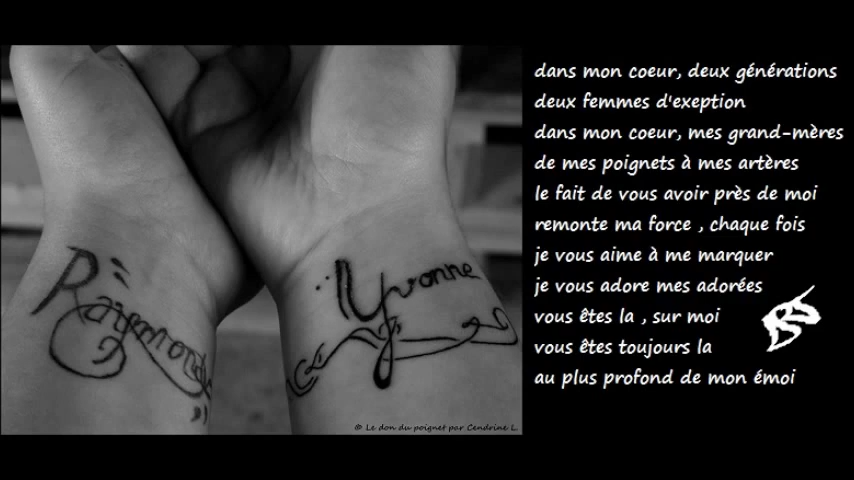 Raymonde
Yvonne
© Le don du poignet par Cendrine L.
dans mon coeur, deux générations
deux femmes d'exeption
dans mon coeur, mes grand-mères
de mes poignets à mes artères
le fait de vous avoir près de moi
remonte ma force , chaque fois
je vous aime à me marquer
je vous adore mes adorées
vous êtes la , sur moi
vous êtes toujours la
au plus profond de mon émoi